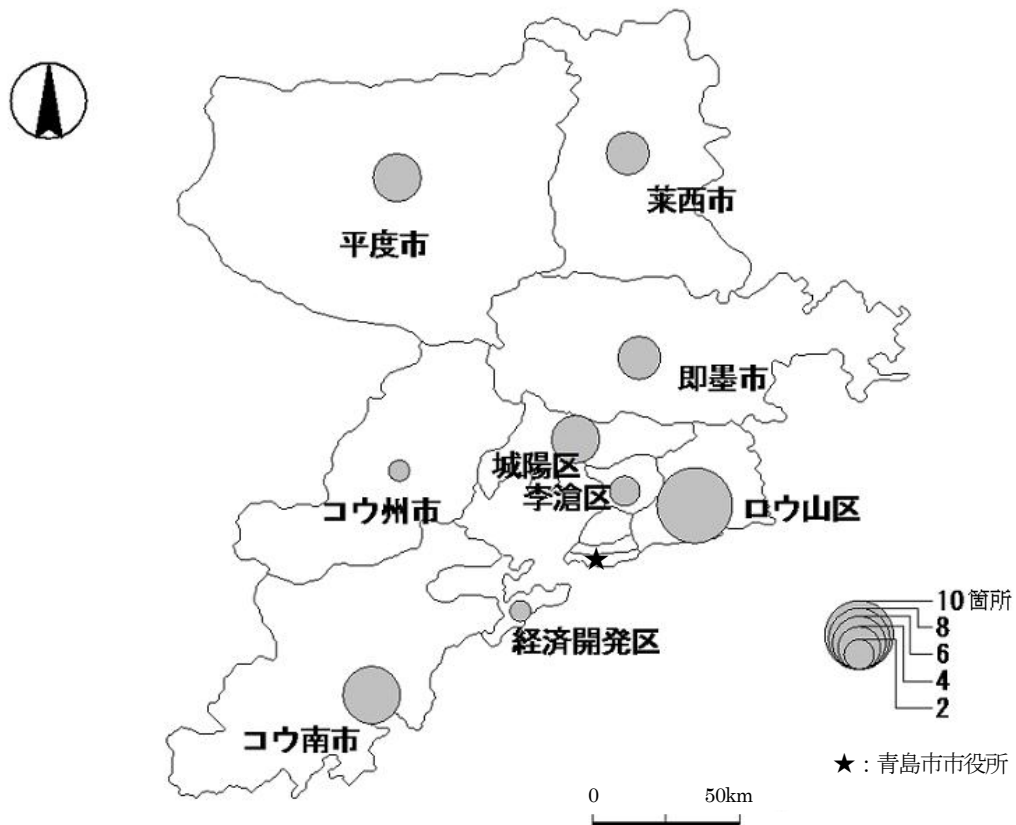 莱西市
平度市
即墨市
城陽区
李滄区
コウ州市
ロウ山区
経済開発区
コウ南市
10箇所
8
6
4
2
★：青島市市役所
0 50km